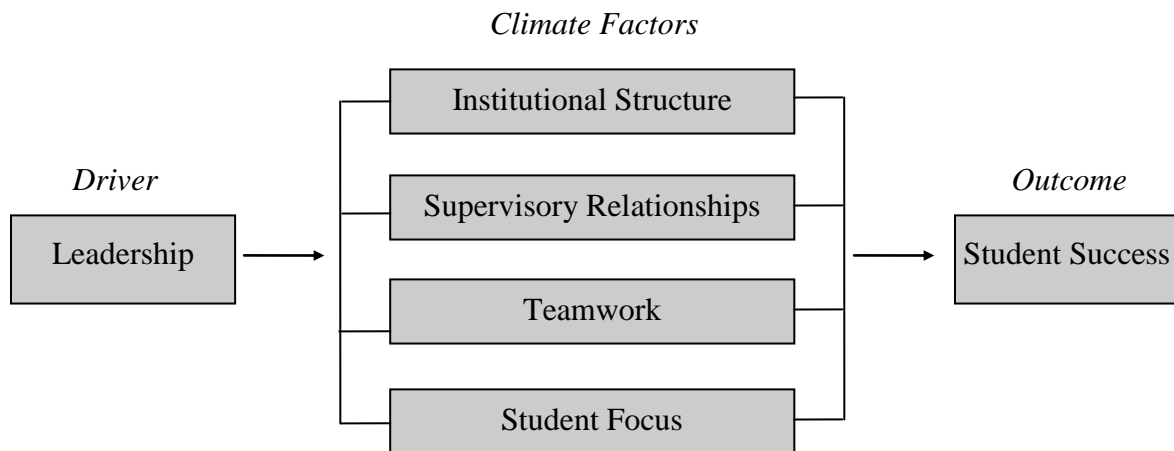 Climate Factors
Institutional Structure
Driver
Supervisory Relationships
Outcome
Leadership
Student Success
Teamwork
Student Focus